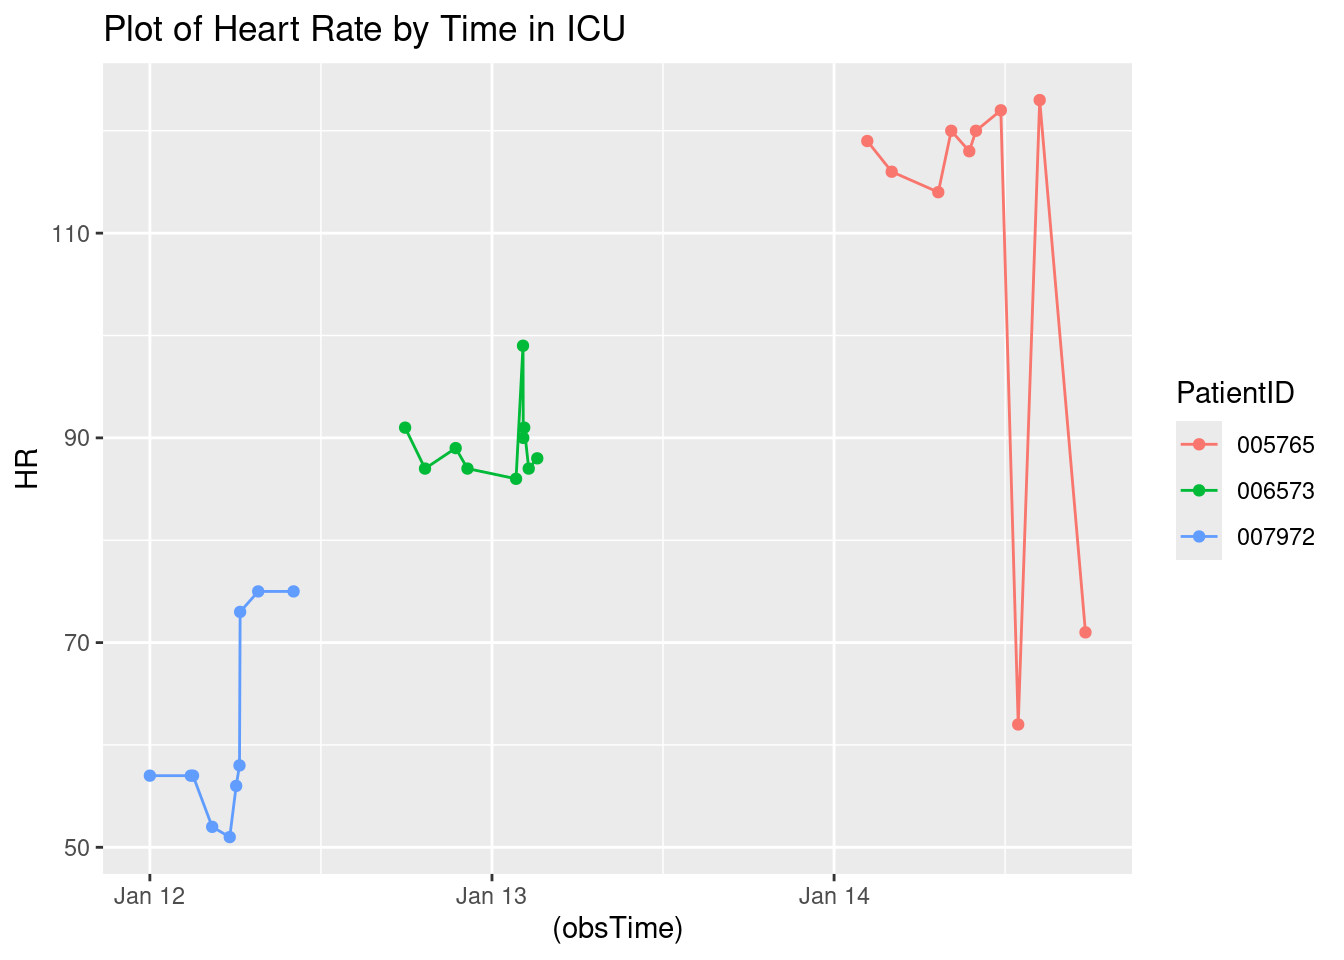 Plot of Heart Rate by Time in ICU
110
90
70
50
HR
Jan 12
Jan 13
Jan 14
(obsTime)
PatientID
005765
006573
007972